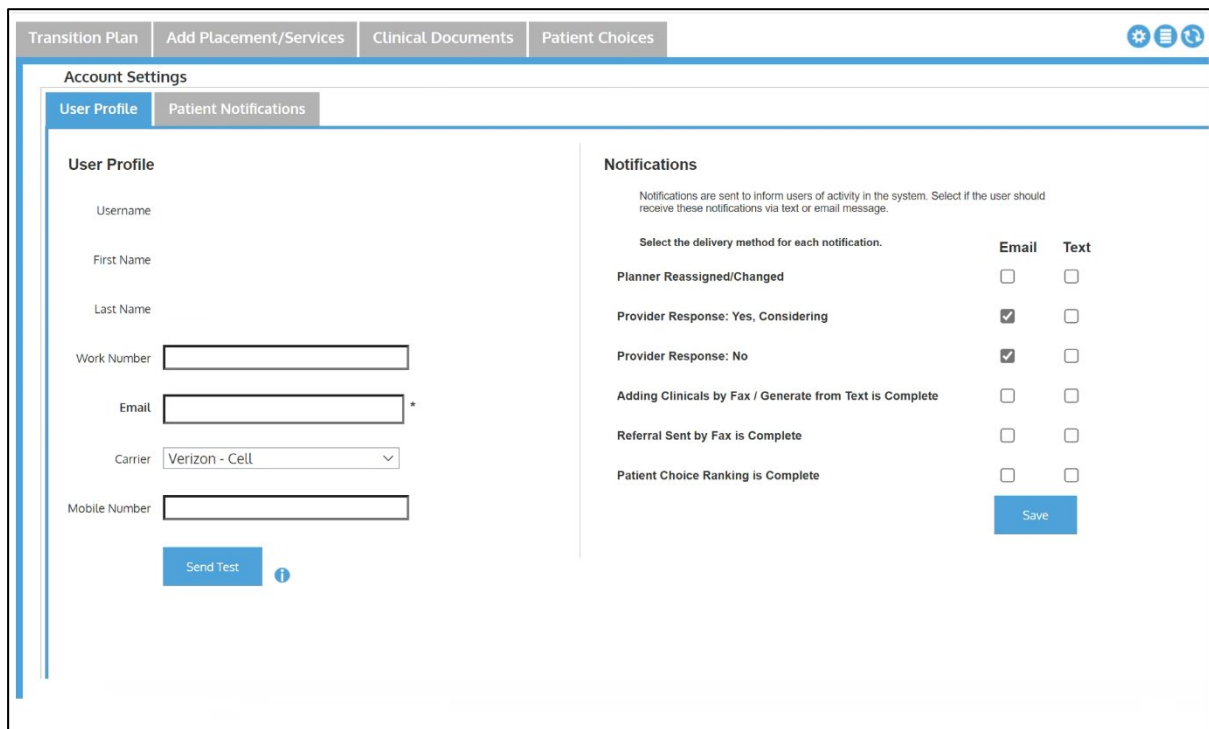 Transition Plan Add Placement/Services Clinical Documents Patient Choices
Account Settings
User Profile Patient Notifications
User Profile
Username
First Name
Last Name
Work Number
Email *
Carrier Verizon - Cell
Mobile Number
Send Test
Notifications
Notifications are sent to inform users of activity in the system. Select if the user should
receive these notifications via text or email message.
Select the delivery method for each notification. Email Text
Planner Reassigned/Changed
Provider Response: Yes, Considering
Provider Response: No
Adding Clinicals by Fax / Generate from Text is Complete
Referral Sent by Fax is Complete
Patient Choice Ranking is Complete
Save